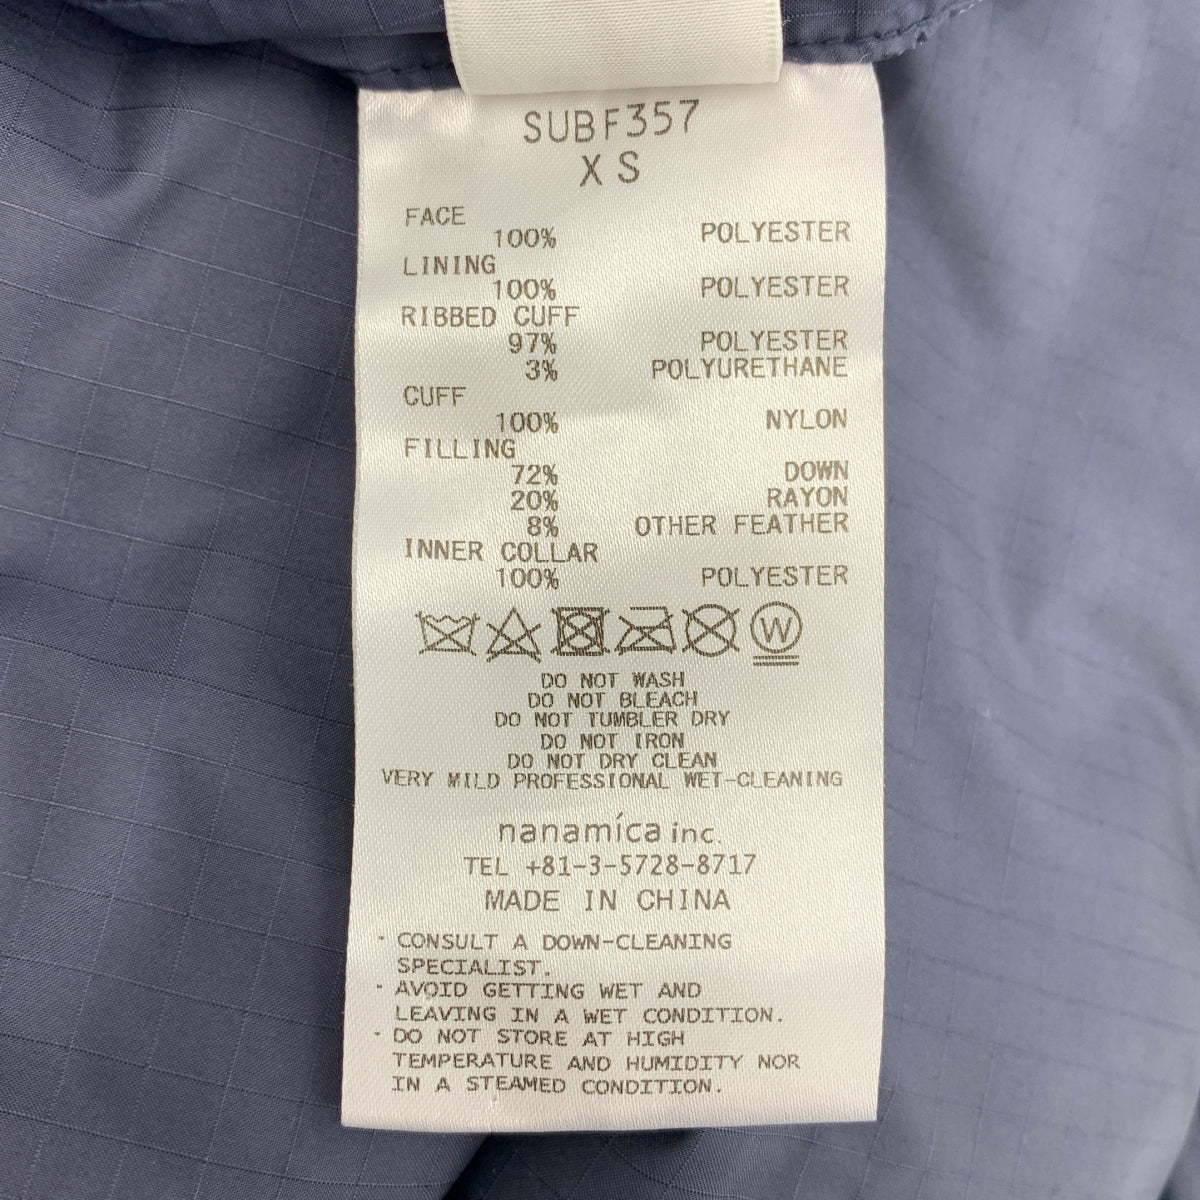 SUBF357
XS
FACE
100% POLYESTER
LINING
100% POLYESTER
RIBBED CUFF
97% POLYESTER
3% POLYURETHANE
CUFF
100% NYLON
FILLING
72% DOWN
20% RAYON
8% OTHER FEATHER
INNER COLLAR
100% POLYESTER
W
DO NOT WASH
DO NOT BLEACH
DO NOT TUMBLER DRY
DO NOT IRON
DO NOT DRY CLEAN
VERY MILD PROFESSIONAL WET-CLEANING
nanamíca inc.
TEL +81-3-5728-8717
MADE IN CHINA
· CONSULT A DOWN-CLEANING
SPECIALIST.
· AVOID GETTING WET AND
LEAVING IN A WET CONDITION.
· DO NOT STORE AT HIGH
TEMPERATURE AND HUMIDITY NOR
IN A STEAMED CONDITION.